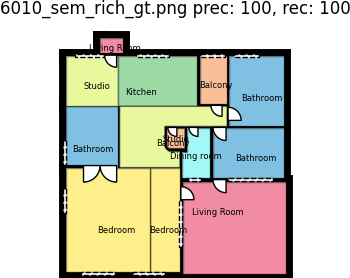 6010_sem_rich_gt.png prec: 100, rec: 100
Living Room
Studio
Kitchen
Balcony
Bathroom
Studio
Balcony
Bathroom
Dining room
Bathroom
Living Room
Bedroom
Bedroom